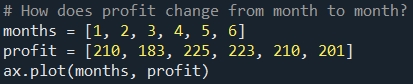 # How does profit change from month to month?
months = [1, 2, 3, 4, 5, 6]
profit = [210, 183, 225, 223, 210, 201]
ax.plot(months, profit)